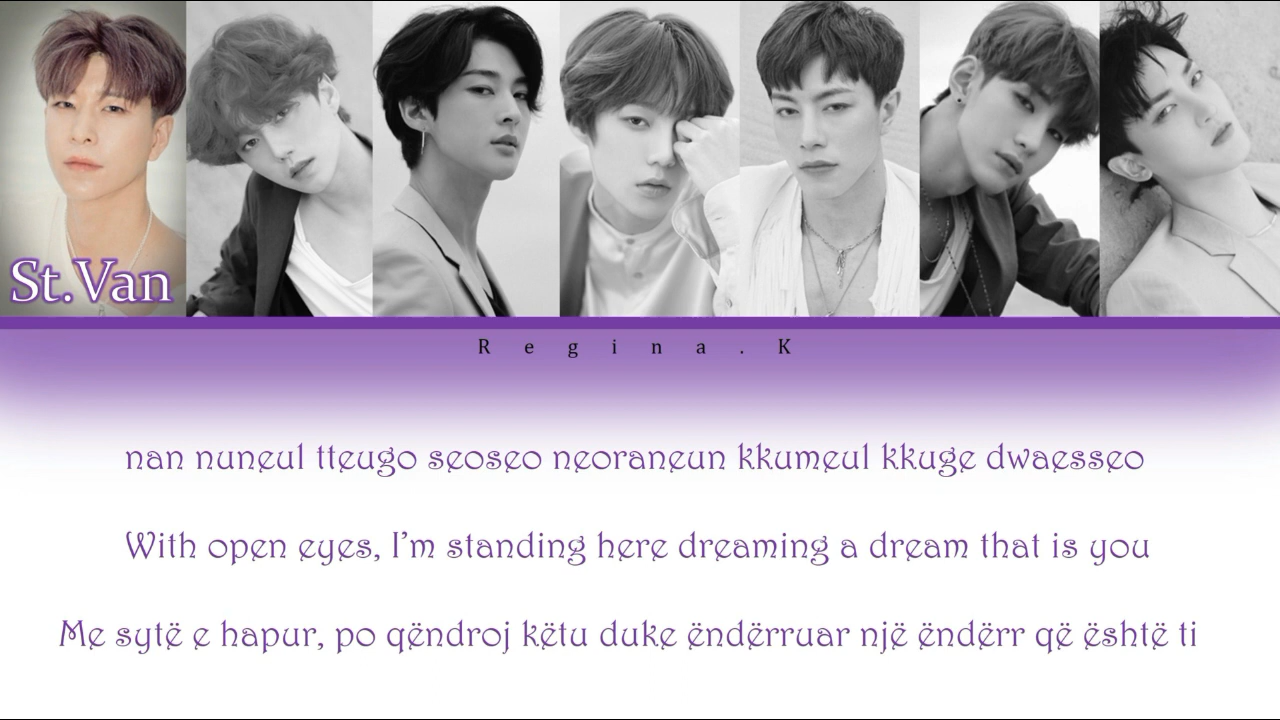 St.Van
Regina.K
nan nuneul tteugo seoseo neoraneun kkumeul kkuge dwaesseo
With open eyes, I’m standing here dreaming a dream that is you
Me sytë e hapur, po qëndroj këtu duke ëndërruar një ëndërr që është ti